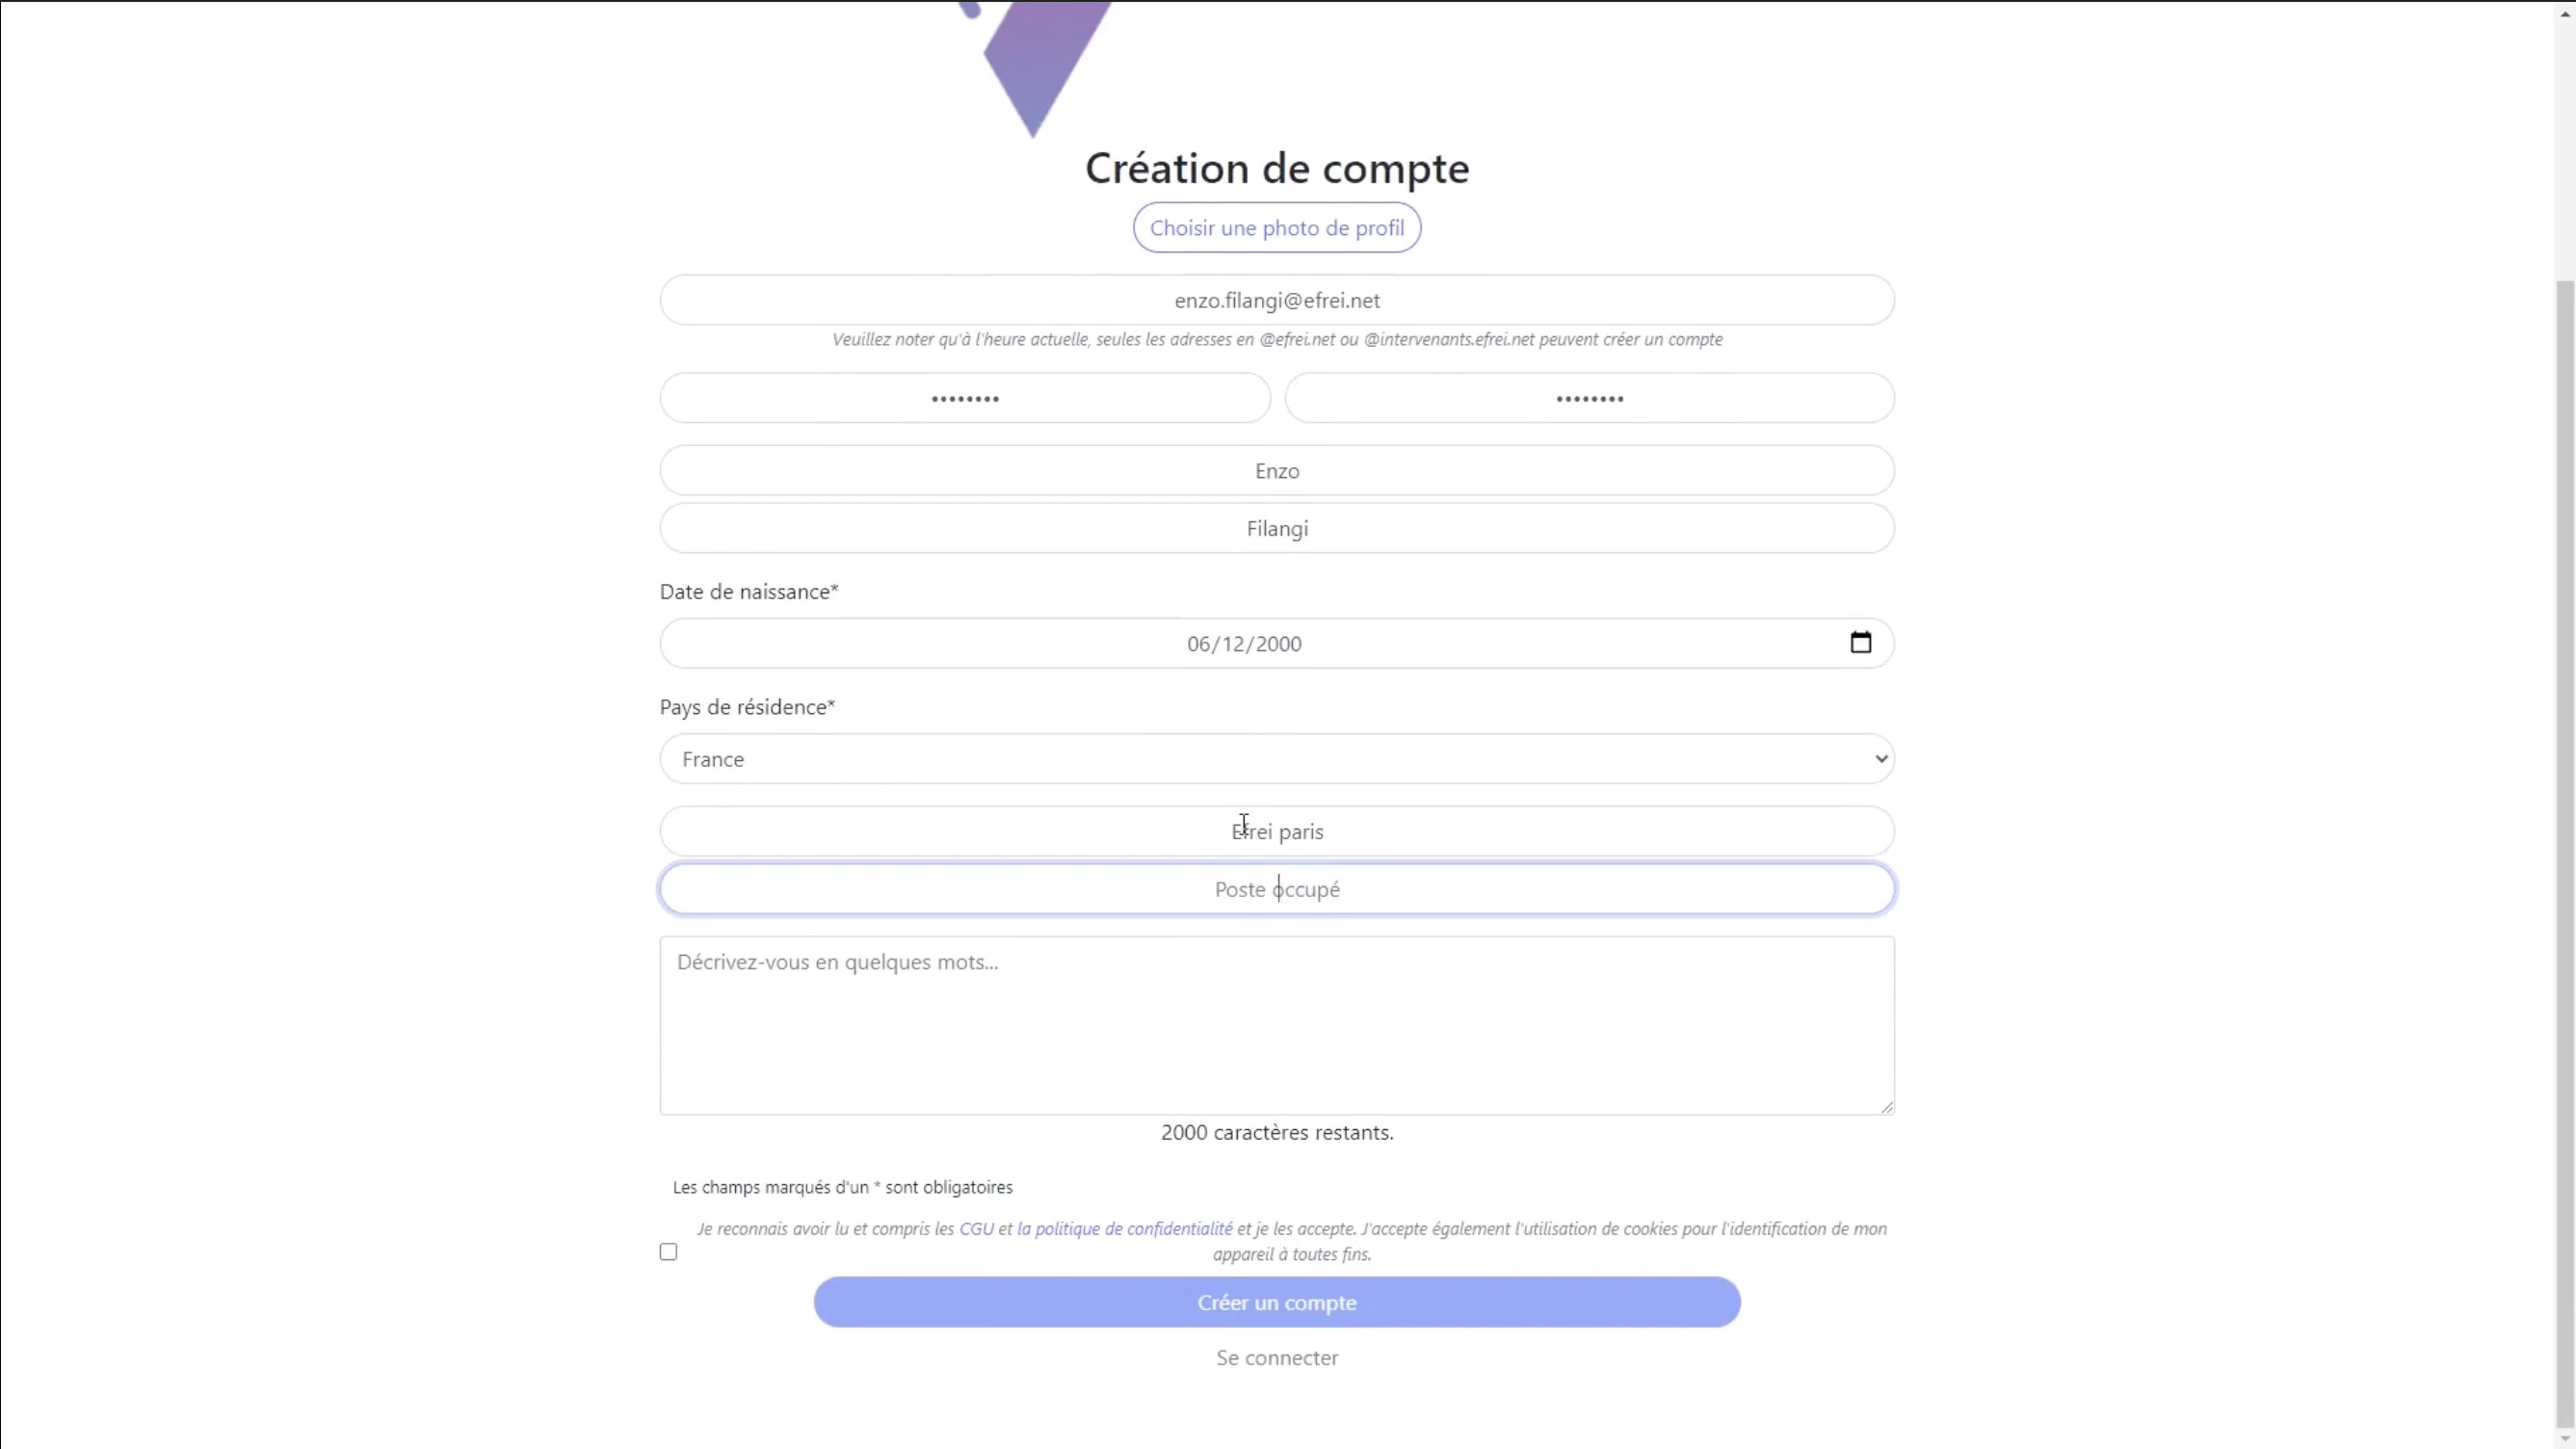 Création de compte
Choisir une photo de profil
enzo.filangi@efrei.net
Veuillez noter qu'à l'heure actuelle, seules les adresses en @efrei.net ou @intervenants.efrei.net peuvent créer un compte
•••••••• ••••••••
Enzo
Filangi
Date de naissance*
06/12/2000
Pays de résidence*
France
Efrei paris
Poste occupé
Décrivez-vous en quelques mots...
2000 caractères restants.
Les champs marqués d'un * sont obligatoires
Je reconnais avoir lu et compris les CGU et la politique de confidentialité et je les accepte. J'accepte également l'utilisation de cookies pour l'identification de mon
appareil à toutes fins.
Créer un compte
Se connecter